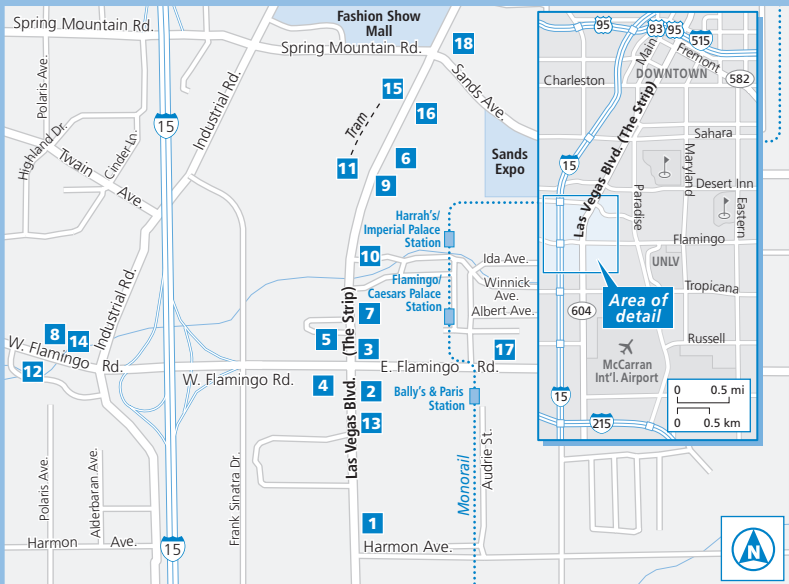 Spring Mountain Rd.
Fashion Show
Mall
Spring Mountain Rd.
18
Sands Ave.
Polaris Ave.
Highland Dr.
Cinder Ln.
Twain Ave.
15
Industrial Rd.
15
Tram
16
11
6
9
Sands
Expo
Harrah's/
Imperial Palace
Station
10
Ida Ave.
Winnick
Ave.
Albert Ave.
Flamingo/
Caesars Palace
Station
7
5
3
Las Vegas Blvd. (The Strip)
Industrial Rd.
8
14
W. Flamingo Rd.
12
W. Flamingo Rd.
E. Flamingo Rd.
17
4
2
13
Bally's & Paris
Station
Monorail
Audrie St.
Polaris Ave.
Alderbaran Ave.
Frank Sinatra Dr.
1
Harmon Ave.
15
Harmon Ave.
N
95
93
95
515
Main
Fremont
Charleston
DOWNTOWN
582
Las Vegas Blvd. (The Strip)
Sahara
15
Maryland
Desert Inn
Paradise
Eastern
Flamingo
UNLV
Tropicana
Area of
detail
604
Russell
McCarran
Int'l. Airport
15
215
0 0.5 mi
0 0.5 km